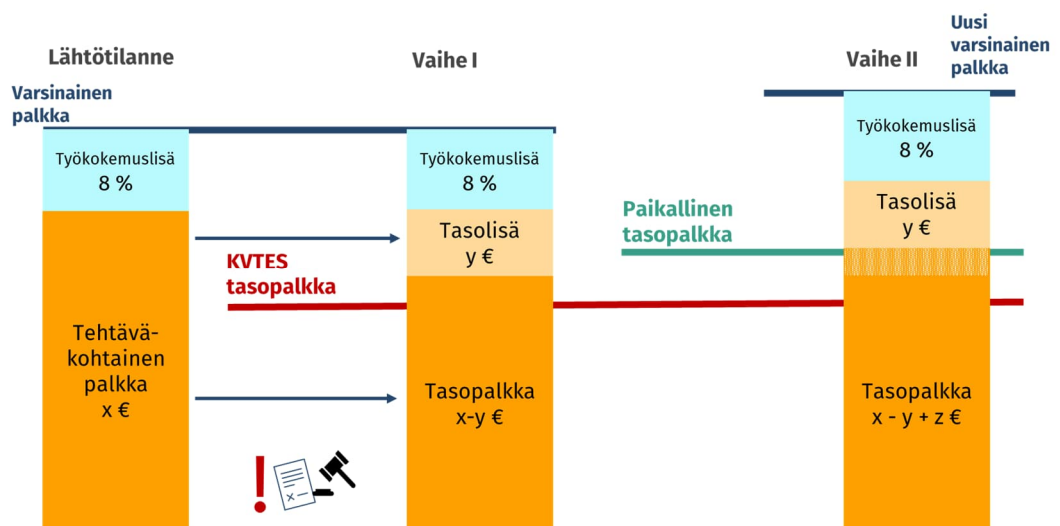 Lähtötilanne
Varsinainen
palkka
Työkokemuslisä
8 %
Tehtävä-
kohtainen
palkka
x €
KVTES
tasopalkka
Vaihe I
Työkokemuslisä
8 %
Tasolisä
y €
Tasopalkka
x-y €
Paikallinen
tasopalkka
Vaihe II
Uusi
varsinainen
palkka
Työkokemuslisä
8 %
Tasolisä
y €
Tasopalkka
x - y + z €